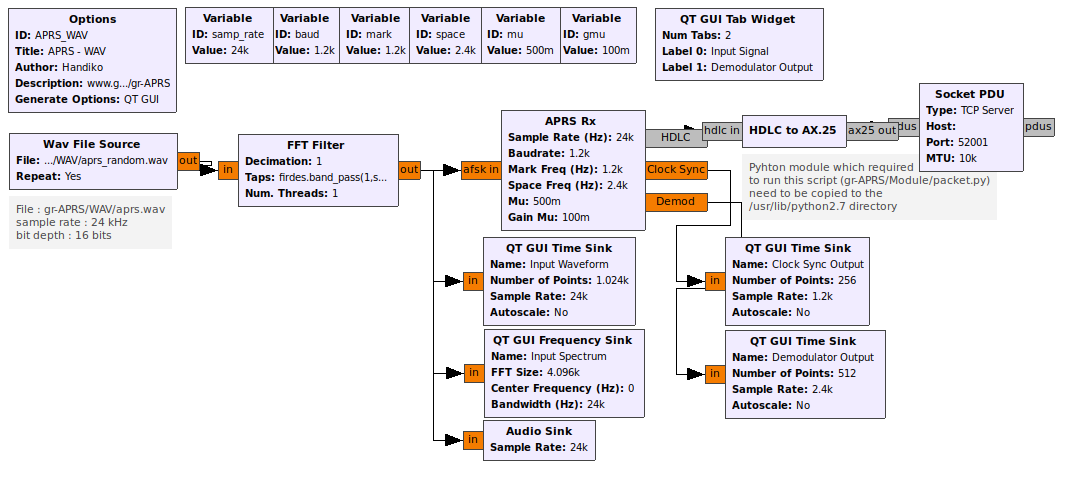 Options
ID: APRS_WAV
Title: APRS - WAV
Author: Handiko
Description: www.g.../gr-APRS
Generate Options: QT GUI
Variable
ID: samp_rate
Value: 24k
Variable
ID: baud
Value: 1.2k
Variable
ID: mark
Value: 1.2k
Variable
ID: space
Value: 2.4k
Variable
ID: mu
Value: 500m
Variable
ID: gmu
Value: 100m
QT GUI Tab Widget
Num Tabs: 2
Label 0: Input Signal
Label 1: Demodulator Output
Wav File Source
File: .../WAV/aprs_random.wav
Repeat: Yes
out
File : gr-APRS/WAV/aprs.wav
sample rate : 24 kHz
bit depth : 16 bits
in
FFT Filter
Decimation: 1
Taps: firdes.band_pass(1,s...
Num. Threads: 1
out
afsk in
APRS Rx
Sample Rate (Hz): 24k
Baudrate: 1.2k
Mark Freq (Hz): 1.2k
Space Freq (Hz): 2.4k
Mu: 500m
Gain Mu: 100m
HDLC
Clock Sync
Demod
hdlc in
HDLC to AX.25
ax25 out
pdus
Socket PDU
Type: TCP Server
Host:
Port: 52001
MTU: 10k
pdus
Pyhton module which required
to run this script (gr-APRS/Module/packet.py)
need to be copied to the
/usr/lib/python2.7 directory
in
QT GUI Time Sink
Name: Input Waveform
Number of Points: 1.024k
Sample Rate: 24k
Autoscale: No
in
QT GUI Time Sink
Name: Clock Sync Output
Number of Points: 256
Sample Rate: 1.2k
Autoscale: No
in
QT GUI Frequency Sink
Name: Input Spectrum
FFT Size: 4.096k
Center Frequency (Hz): 0
Bandwidth (Hz): 24k
in
QT GUI Time Sink
Name: Demodulator Output
Number of Points: 512
Sample Rate: 2.4k
Autoscale: No
in
Audio Sink
Sample Rate: 24k